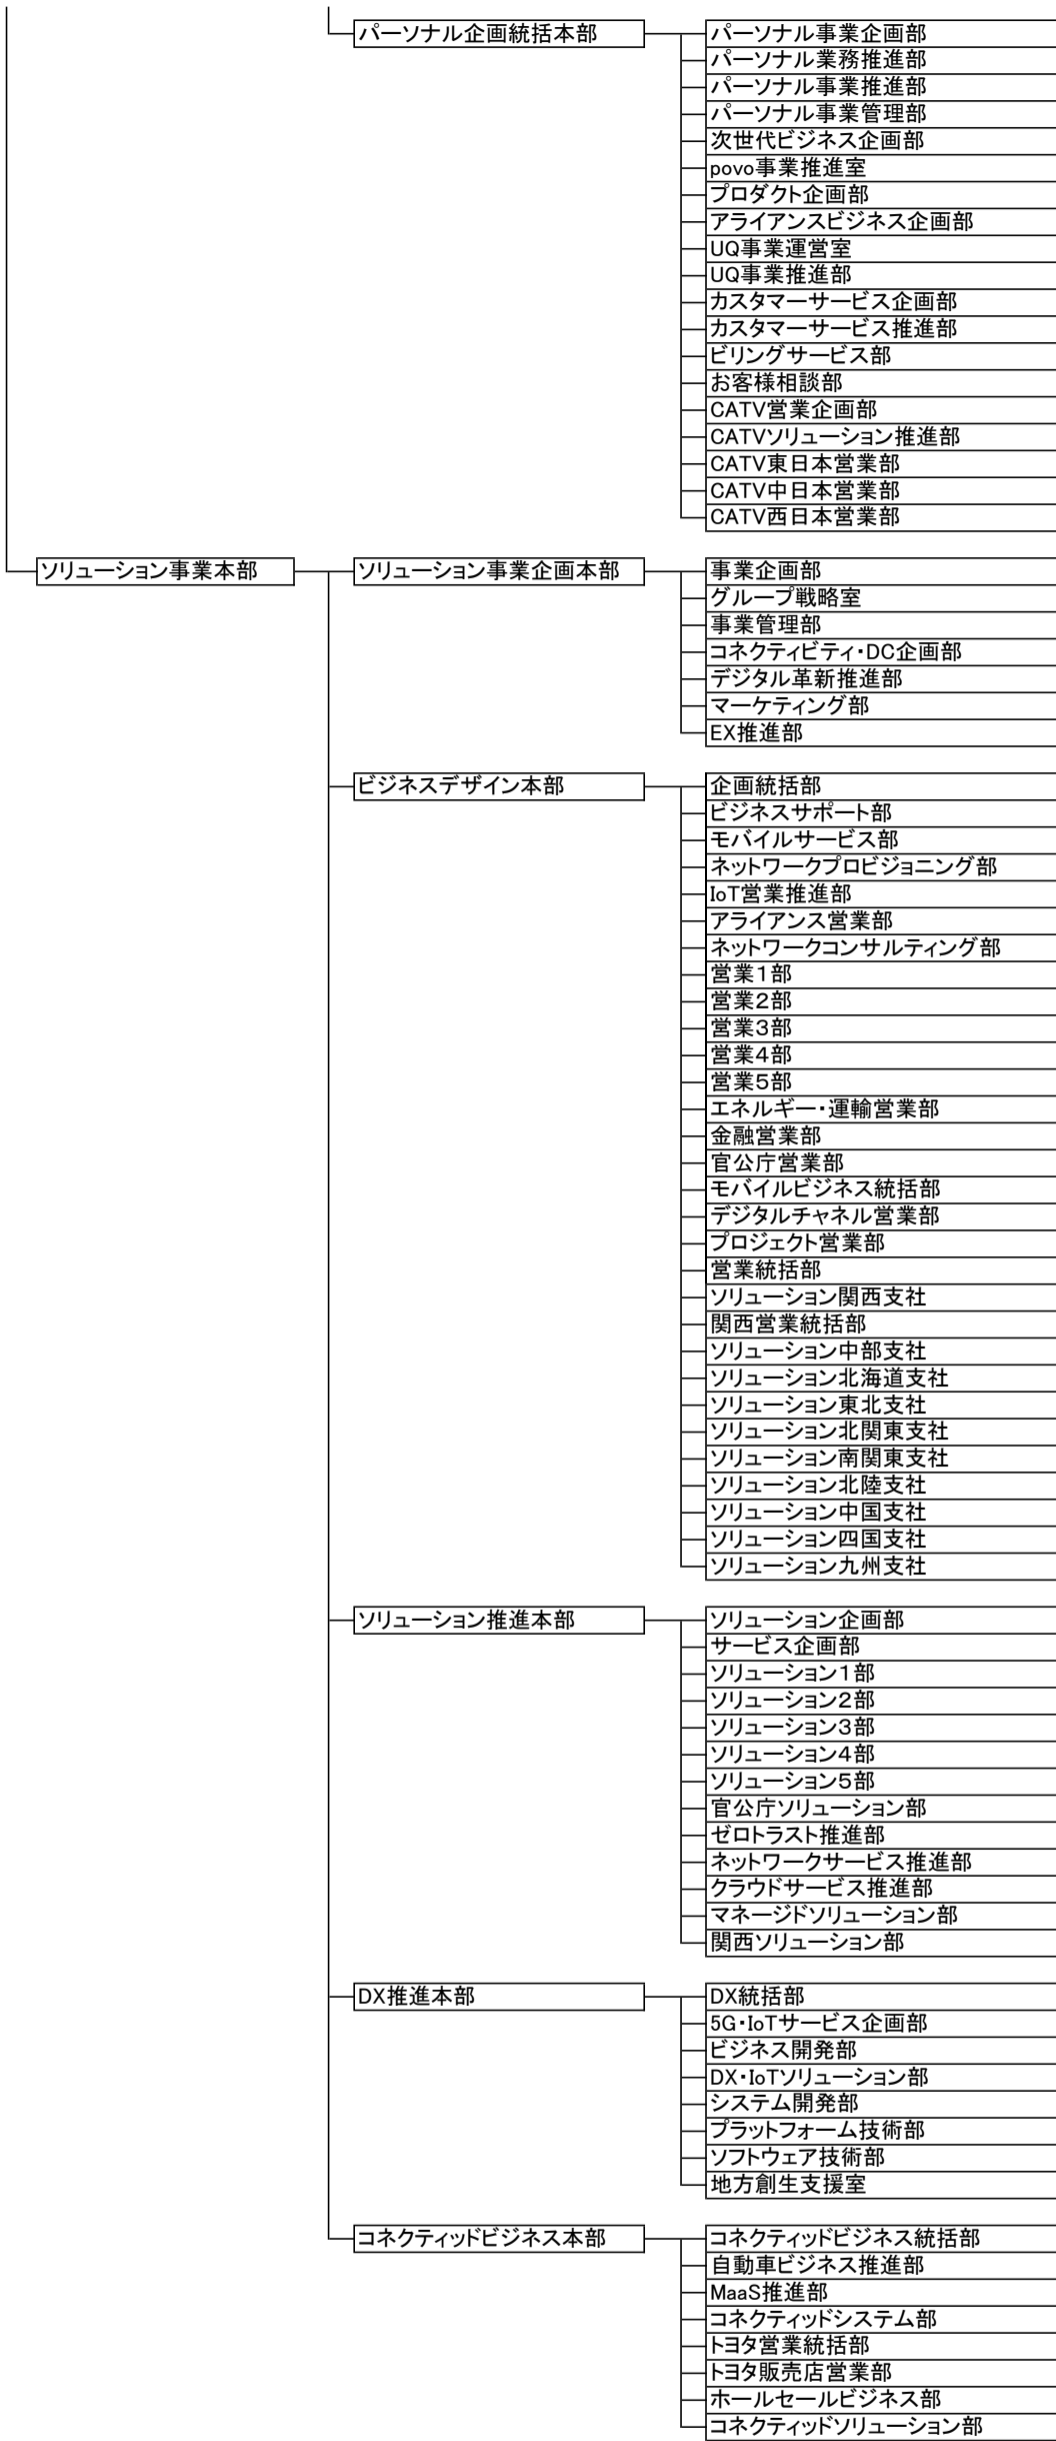 パーソナル企画統括本部
パーソナル事業企画部
パーソナル業務推進部
パーソナル事業推進部
パーソナル事業管理部
次世代ビジネス企画部
povo事業推進室
プロダクト企画部
アライアンスビジネス企画部
UQ事業運営室
UQ事業推進部
カスタマーサービス企画部
カスタマーサービス推進部
ビリングサービス部
お客様相談部
CATV営業企画部
CATVソリューション推進部
CATV東日本営業部
CATV中日本営業部
CATV西日本営業部
ソリューション事業本部
ソリューション事業企画本部
事業企画部
グループ戦略室
事業管理部
コネクティビティ・DC企画部
デジタル革新推進部
マーケティング部
EX推進部
ビジネスデザイン本部
企画統括部
ビジネスサポート部
モバイルサービス部
ネットワークプロビジョニング部
IoT営業推進部
アライアンス営業部
ネットワークコンサルティング部
営業1部
営業2部
営業3部
営業4部
営業5部
エネルギー・運輸営業部
金融営業部
官公庁営業部
モバイルビジネス統括部
デジタルチャネル営業部
プロジェクト営業部
営業統括部
ソリューション関西支社
関西営業統括部
ソリューション中部支社
ソリューション北海道支社
ソリューション東北支社
ソリューション北関東支社
ソリューション南関東支社
ソリューション北陸支社
ソリューション中国支社
ソリューション四国支社
ソリューション九州支社
ソリューション推進本部
ソリューション企画部
サービス企画部
ソリューション1部
ソリューション2部
ソリューション3部
ソリューション4部
ソリューション5部
官公庁ソリューション部
ゼロトラスト推進部
ネットワークサービス推進部
クラウドサービス推進部
マネージドソリューション部
関西ソリューション部
DX推進本部
DX統括部
5G・IoTサービス企画部
ビジネス開発部
DX・IoTソリューション部
システム開発部
プラットフォーム技術部
ソフトウェア技術部
地方創生支援室
コネクティッドビジネス本部
コネクティッドビジネス統括部
自動車ビジネス推進部
MaaS推進部
コネクティッドシステム部
トヨタ営業統括部
トヨタ販売店営業部
ホールセールビジネス部
コネクティッドソリューション部